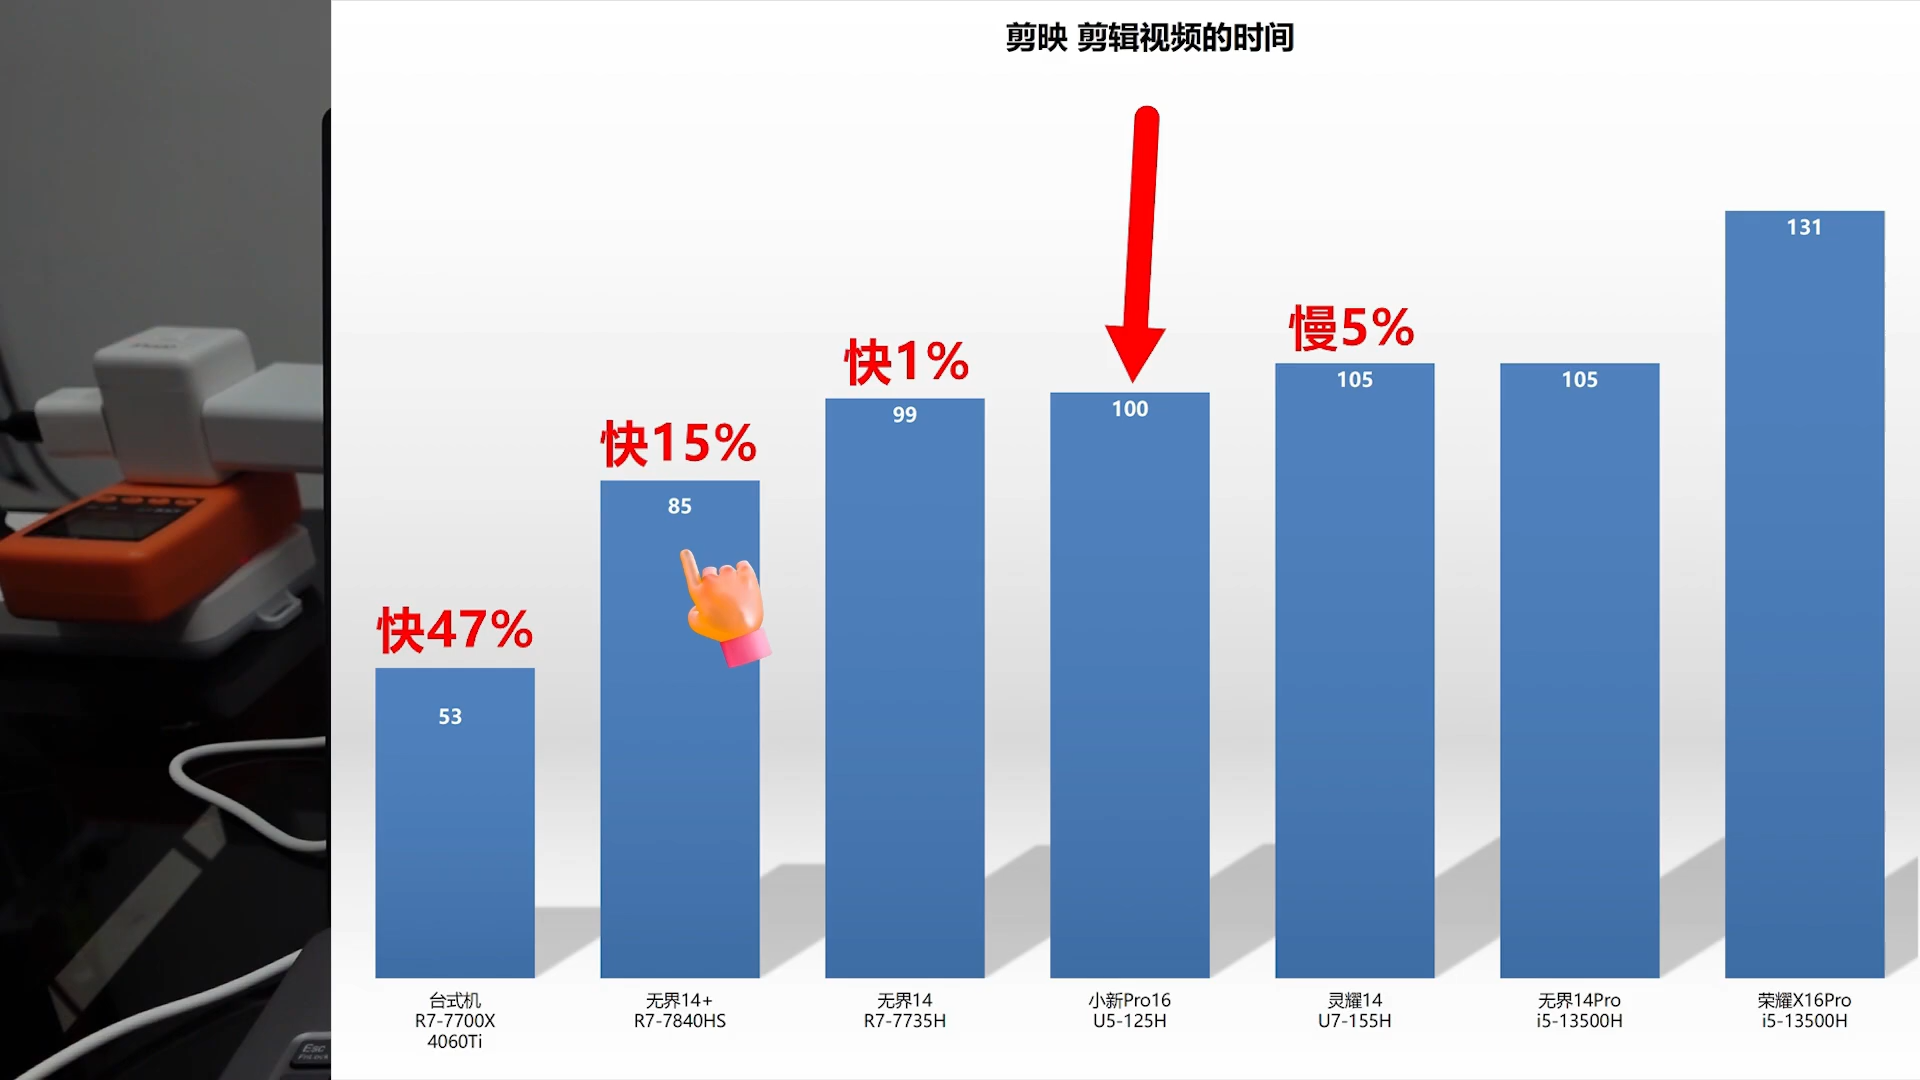 剪映 剪辑视频的时间
131
慢5%
快1%
105
105
100
99
快15%
85
快47%
53
台式机
R7-7700X
4060Ti
无界14+
R7-7840HS
无界14
R7-7735H
小新Pro16
U5-125H
灵耀14
U7-155H
无界14Pro
i5-13500H
荣耀X16Pro
i5-13500H
Esc
FnLock